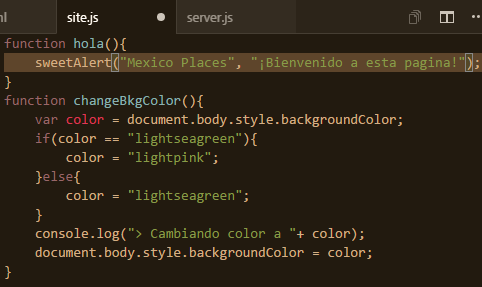 ml site.js server.js
function hola(){
    sweetAlert("Mexico Places", "¡Bienvenido a esta pagina!");
}
function changeBkgColor(){
    var color = document.body.style.backgroundColor;
    if(color == "lightseagreen"){
        color = "lightpink";
    }else{
        color = "lightseagreen";
    }
    console.log("> Cambiando color a "+ color);
    document.body.style.backgroundColor = color;
}